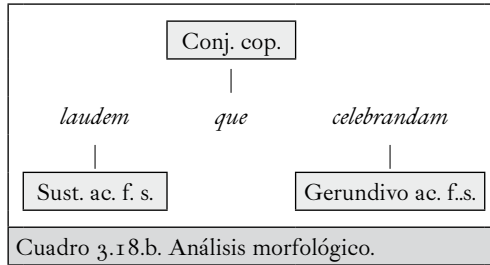 Conj. cop.
laudem que celebrandam
Sust. ac. f. s. Gerundivo ac. f..s.
Cuadro 3.18.b. Análisis morfológico.